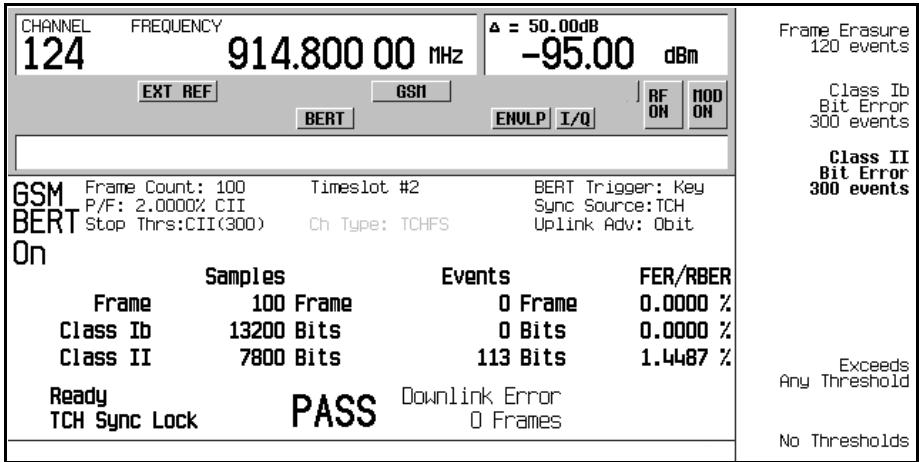 CHANNEL FREQUENCY
124 914.800 00 MHz
Δ = 50.00dB
-95.00 dBm
EXT REF GSM
BERT ENVLP I/Q
RF ON
MOD ON
GSM BERT On
Frame Count: 100 Timeslot #2 BERT Trigger: Key
P/F: 2.0000% CII Sync Source:TCH
Stop Thrs:CII(300) Ch Type: TCHFS Uplink Adv: 0bit
Samples Events FER/RBER
Frame 100 Frame 0 Frame 0.0000 %
Class Ib 13200 Bits 0 Bits 0.0000 %
Class II 7800 Bits 113 Bits 1.4487 %
Ready
TCH Sync Lock
PASS
Downlink Error
0 Frames
Frame Erasure
120 events
Class Ib
Bit Error
300 events
Class II
Bit Error
300 events
Exceeds
Any Threshold
No Thresholds